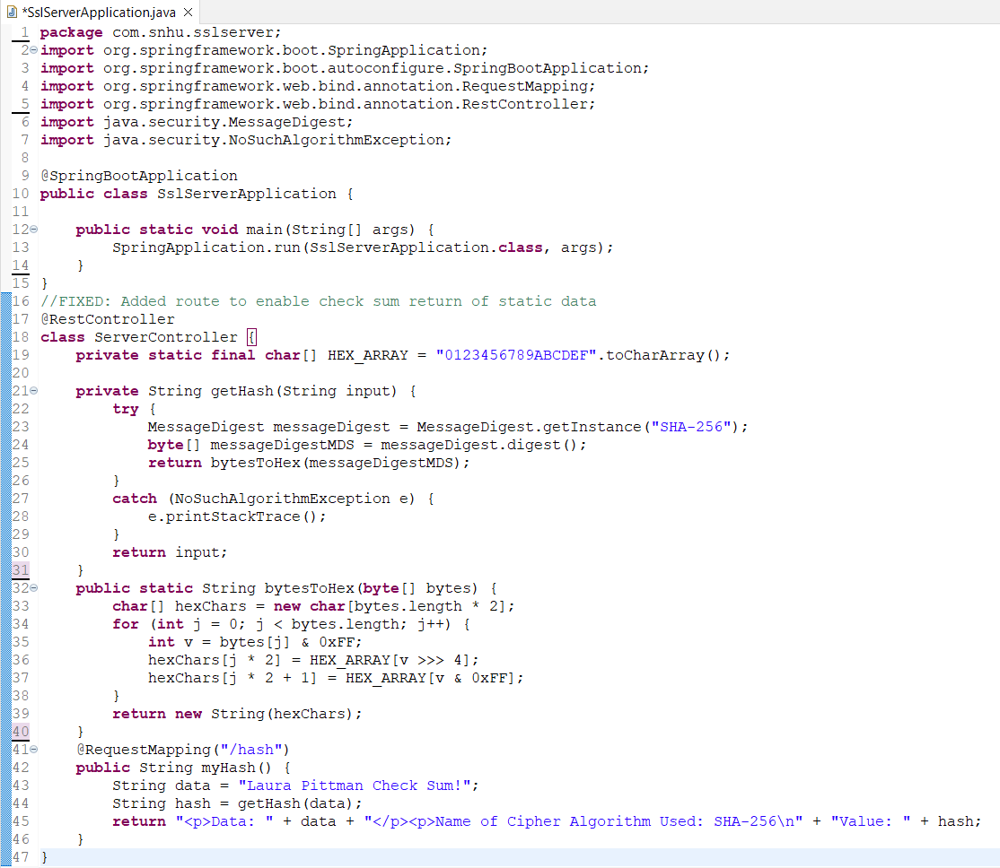 *SslServerApplication.java
1 package com.snhu.sslserver;
2 import org.springframework.boot.SpringApplication;
3 import org.springframework.boot.autoconfigure.SpringBootApplication;
4 import org.springframework.web.bind.annotation.RequestMapping;
5 import org.springframework.web.bind.annotation.RestController;
6 import java.security.MessageDigest;
7 import java.security.NoSuchAlgorithmException;
8
9 @SpringBootApplication
10 public class SslServerApplication {
11
12     public static void main(String[] args) {
13         SpringApplication.run(SslServerApplication.class, args);
14     }
15 }
16 //FIXED: Added route to enable check sum return of static data
17 @RestController
18 class ServerController {
19     private static final char[] HEX_ARRAY = "0123456789ABCDEF".toCharArray();
20
21     private String getHash(String input) {
22         try {
23             MessageDigest messageDigest = MessageDigest.getInstance("SHA-256");
24             byte[] messageDigestMDS = messageDigest.digest();
25             return bytesToHex(messageDigestMDS);
26         }
27         catch (NoSuchAlgorithmException e) {
28             e.printStackTrace();
29         }
30         return input;
31     }
32     public static String bytesToHex(byte[] bytes) {
33         char[] hexChars = new char[bytes.length * 2];
34         for (int j = 0; j < bytes.length; j++) {
35             int v = bytes[j] & 0xFF;
36             hexChars[j * 2] = HEX_ARRAY[v >>> 4];
37             hexChars[j * 2 + 1] = HEX_ARRAY[v & 0xFF];
38         }
39         return new String(hexChars);
40     }
41     @RequestMapping("/hash")
42     public String myHash() {
43         String data = "Laura Pittman Check Sum!";
44         String hash = getHash(data);
45         return "<p>Data: " + data + "</p><p>Name of Cipher Algorithm Used: SHA-256\n" + "Value: " + hash;
46     }
47 }